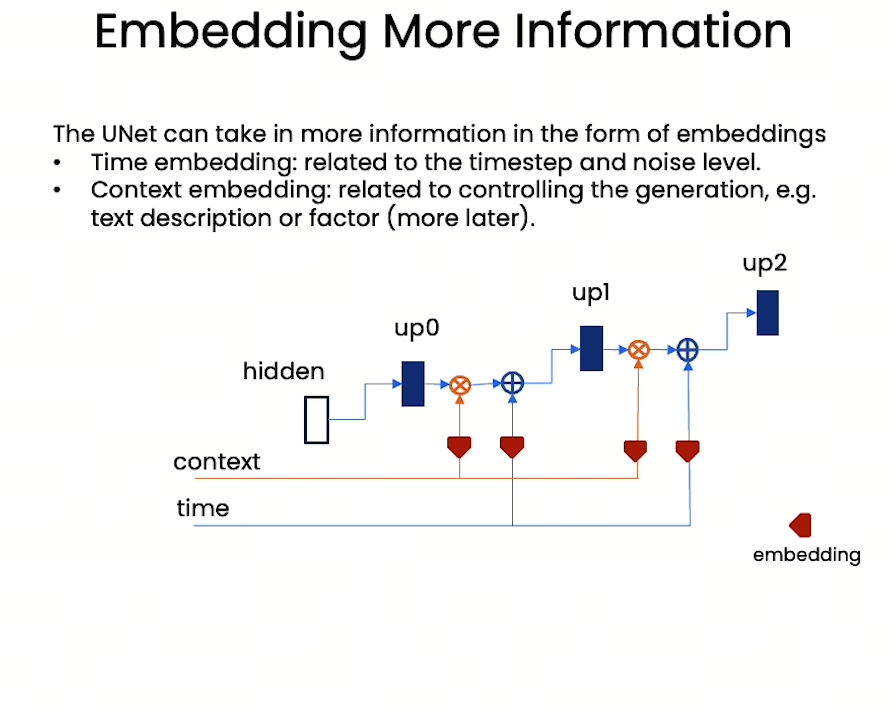 Embedding More Information
The UNet can take in more information in the form of embeddings
• Time embedding: related to the timestep and noise level.
• Context embedding: related to controlling the generation, e.g.
text description or factor (more later).
up2
up1
up0
hidden
context
time
embedding